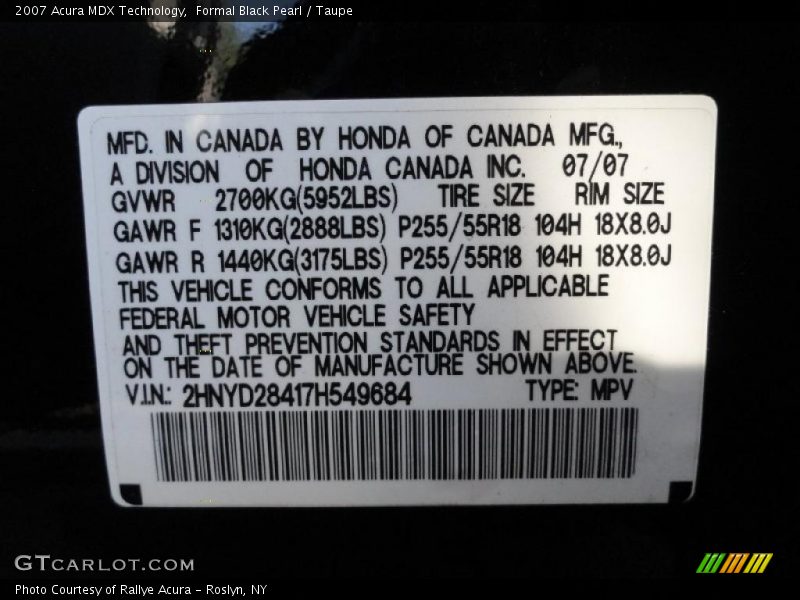 2007 Acura MDX Technology,  Formal Black Pearl / Taupe
MFD. IN CANADA BY HONDA OF CANADA MFG.,
A DIVISION OF HONDA CANADA INC. 07/07
GVWR 2700KG(5952LBS) TIRE SIZE RIM SIZE
GAWR F 1310KG(2888LBS) P255/55R18 104H 18X8.0J
GAWR R 1440KG(3175LBS) P255/55R18 104H 18X8.0J
THIS VEHICLE CONFORMS TO ALL APPLICABLE
FEDERAL MOTOR VEHICLE SAFETY
AND THEFT PREVENTION STANDARDS IN EFFECT
ON THE DATE OF MANUFACTURE SHOWN ABOVE.
V.I.N.: 2HNYD28417H549684 TYPE: MPV
GTCARLOT.COM
Photo Courtesy of Rallye Acura - Roslyn, NY